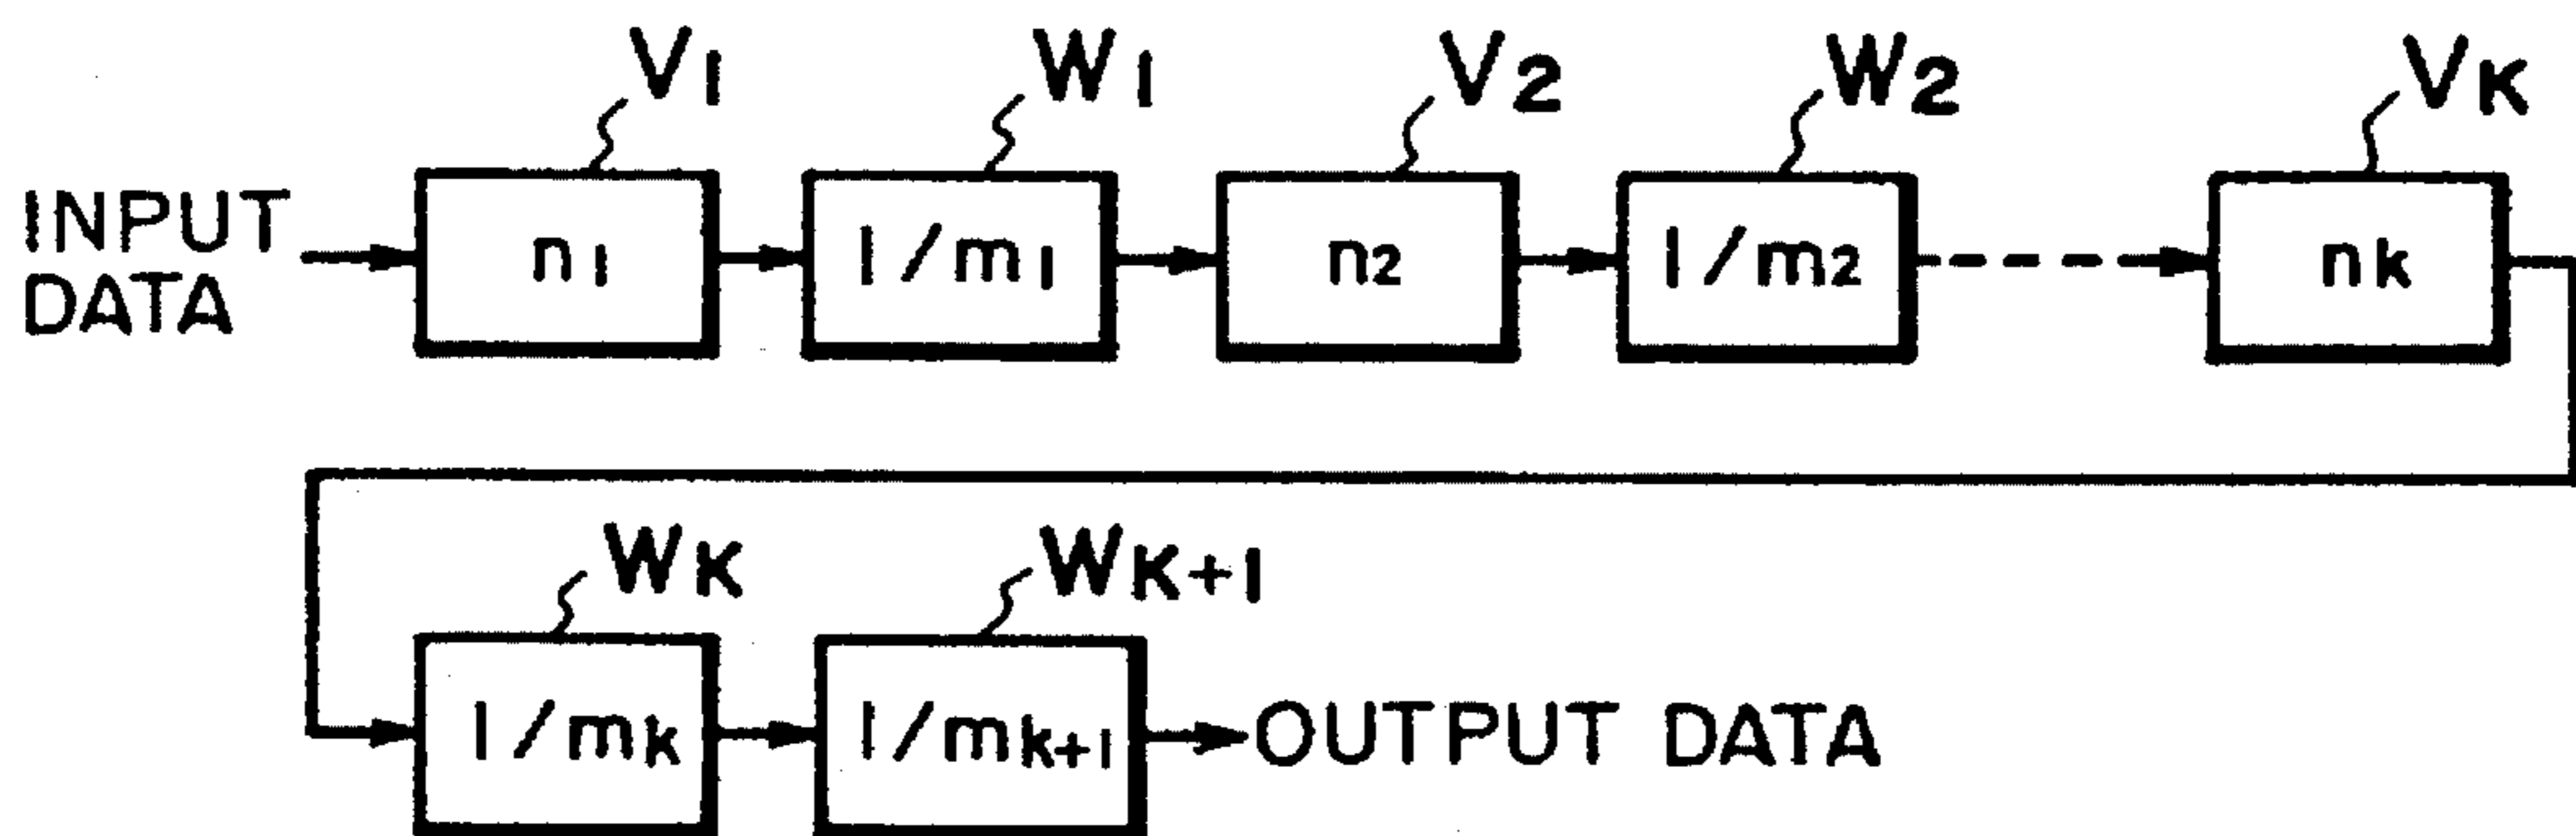 V1 W1 V2 W2 VK
INPUT
DATA
n1 1/m1 n2 1/m2 nk
WK WK+1
1/mk 1/mk+1 OUTPUT DATA